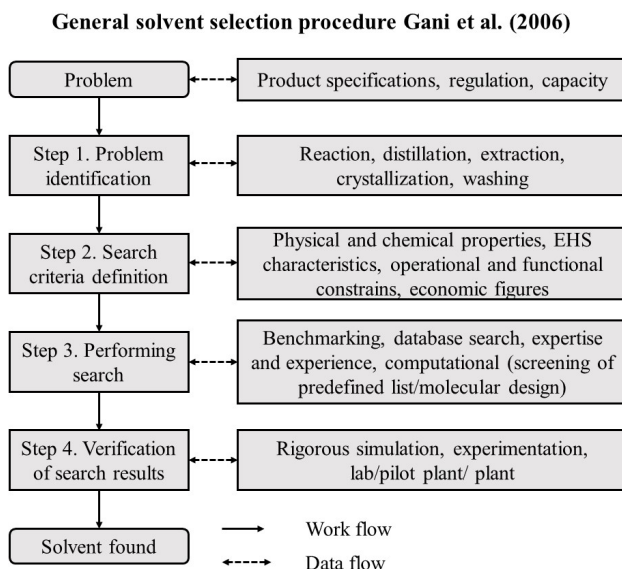 General solvent selection procedure Gani et al. (2006)
Problem
Product specifications, regulation, capacity
Step 1. Problem
identification
Reaction, distillation, extraction,
crystallization, washing
Step 2. Search
criteria definition
Physical and chemical properties, EHS
characteristics, operational and functional
constrains, economic figures
Step 3. Performing
search
Benchmarking, database search, expertise
and experience, computational (screening of
predefined list/molecular design)
Step 4. Verification
of search results
Rigorous simulation, experimentation,
lab/pilot plant/ plant
Solvent found
Work flow
Data flow